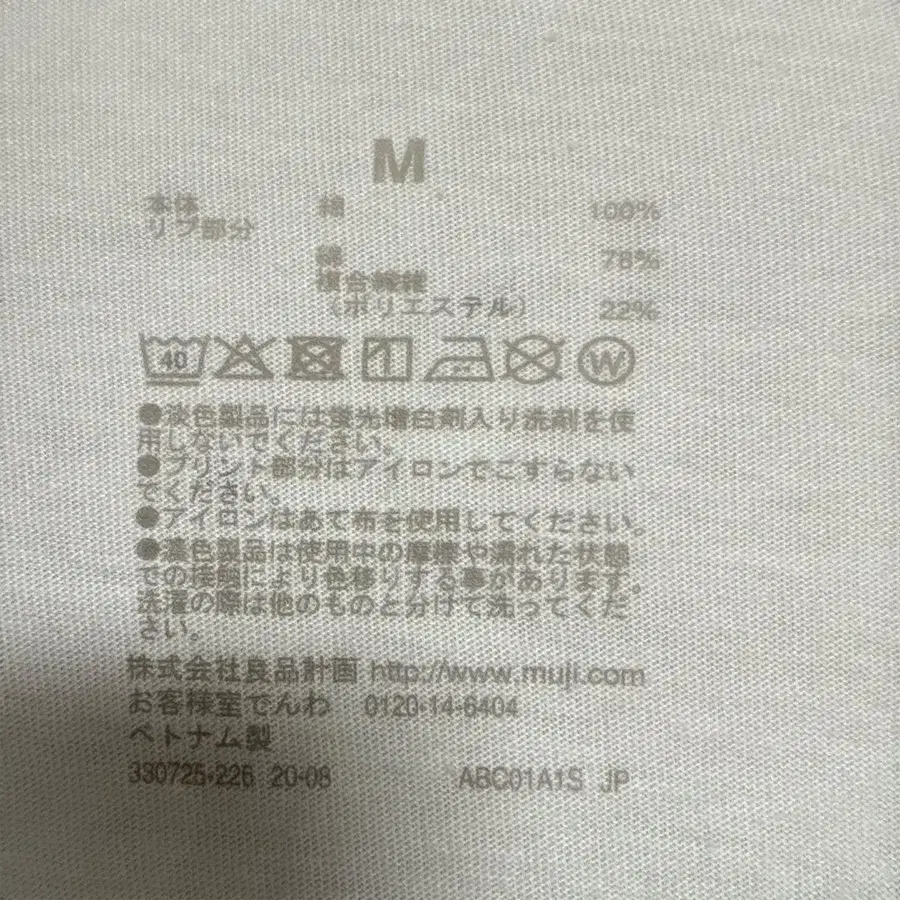 M
本体 綿 100%
リブ部分
綿 78%
複合繊維
(ポリエステル) 22%
40 W
●淡色製品には蛍光増白剤入り洗剤を使
用しないでください。
●プリント部分はアイロンでこすらない
でください。
●アイロンはあて布を使用してください。
●濃色製品は使用中の摩擦や濡れた状態
での接触により色移りする事があります。
洗濯の際は他のものと分けて洗ってくだ
さい。
株式会社良品計画 http://www.muji.com
お客様室でんわ 0120-14-6404
ベトナム製
330725-226 20-08 ABC01A1S JP